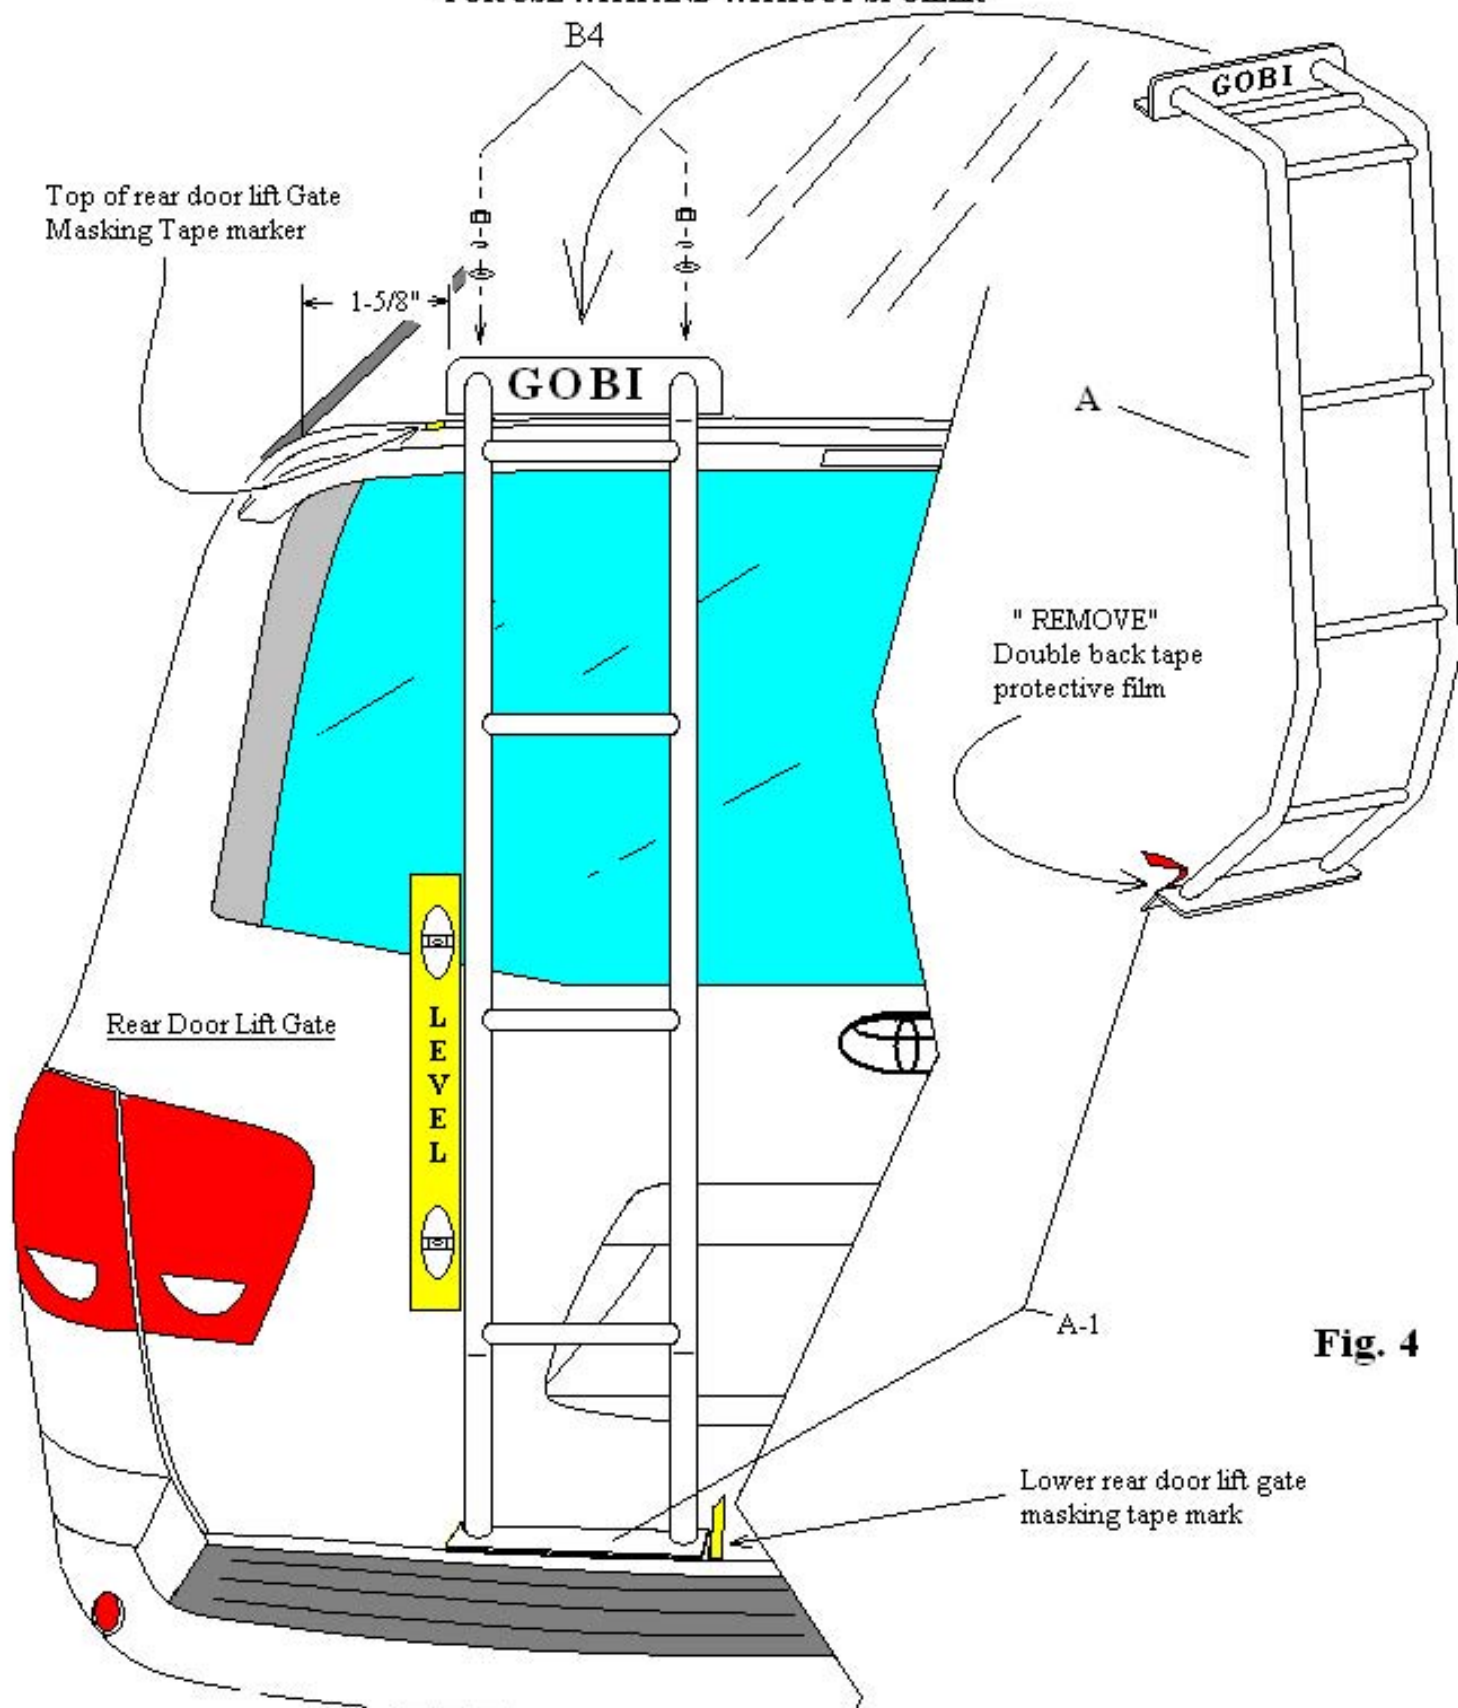 B4
GOBI
Top of rear door lift Gate
Masking Tape marker
1-5/8"
GOBI
A
" REMOVE"
Double back tape
protective film
Rear Door Lift Gate
LEVEL
A-1
Fig. 4
Lower rear door lift gate
masking tape mark